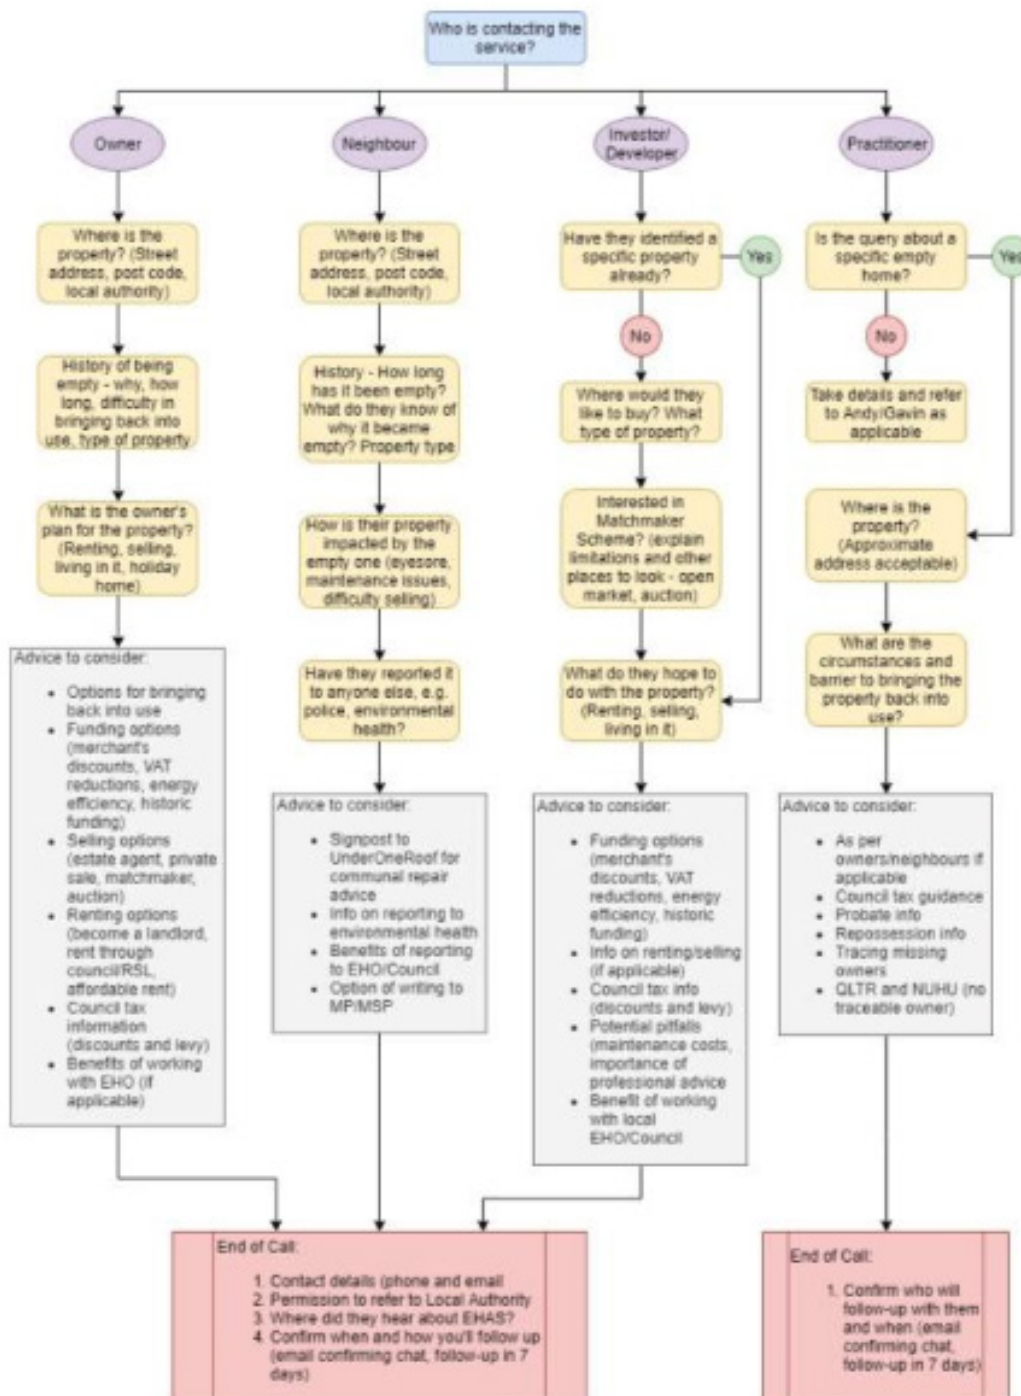 Who is contacting the
service?
Owner
Neighbour
Investor/
Developer
Practitioner
Where is the
property? (Street
address, post code,
local authority)
Where is the
property? (Street
address, post code,
local authority)
Have they identified a
specific property
already?
Yes
Is the query about a
specific empty
home?
Yes
No
No
History of being
empty - why, how
long, difficulty in
bringing back into
use, type of property
History - How long
has it been empty?
What do they know of
why it became
empty? Property type
Where would they
like to buy? What
type of property?
Take details and refer
to Andy/Gavin as
applicable
What is the owner's
plan for the property?
(Renting, selling,
living in it, holiday
home)
How is their property
impacted by the
empty one (eyesore,
maintenance issues,
difficulty selling)
Interested in
Matchmaker
Scheme? (explain
limitations and other
places to look - open
market, auction)
Where is the
property?
(Approximate
address acceptable)
Have they reported it
to anyone else, e.g.
police, environmental
health?
What do they hope to
do with the property?
(Renting, selling,
living in it)
What are the
circumstances and
barrier to bringing the
property back into
use?
Advice to consider:
• Options for bringing
back into use
• Funding options
(merchant's
discounts, VAT
reductions, energy
efficiency, historic
funding)
• Selling options
(estate agent, private
sale, matchmaker,
auction)
• Renting options
(become a landlord,
rent through
council/RSL,
affordable rent)
• Council tax
information
(discounts and levy)
• Benefits of working
with EHO (if
applicable)
Advice to consider:
• Signpost to
UnderOneRoof for
communal repair
advice
• Info on reporting to
environmental health
• Benefits of reporting
to EHO/Council
• Option of writing to
MP/MSP
Advice to consider:
• Funding options
(merchant's
discounts, VAT
reductions, energy
efficiency, historic
funding)
• Info on renting/selling
(if applicable)
• Council tax info
(discounts and levy)
• Potential pitfalls
(maintenance costs,
importance of
professional advice
• Benefit of working
with local
EHO/Council
Advice to consider:
• As per
owners/neighbours if
applicable
• Council tax guidance
• Probate info
• Repossession info
• Tracing missing
owners
• QLTR and NUHU (no
traceable owner)
End of Call:
1. Contact details (phone and email
2. Permission to refer to Local Authority
3. Where did they hear about EHAS?
4. Confirm when and how you'll follow up
(email confirming chat, follow-up in 7
days)
End of Call:
1. Confirm who will
follow-up with them
and when (email
confirming chat,
follow-up in 7 days)